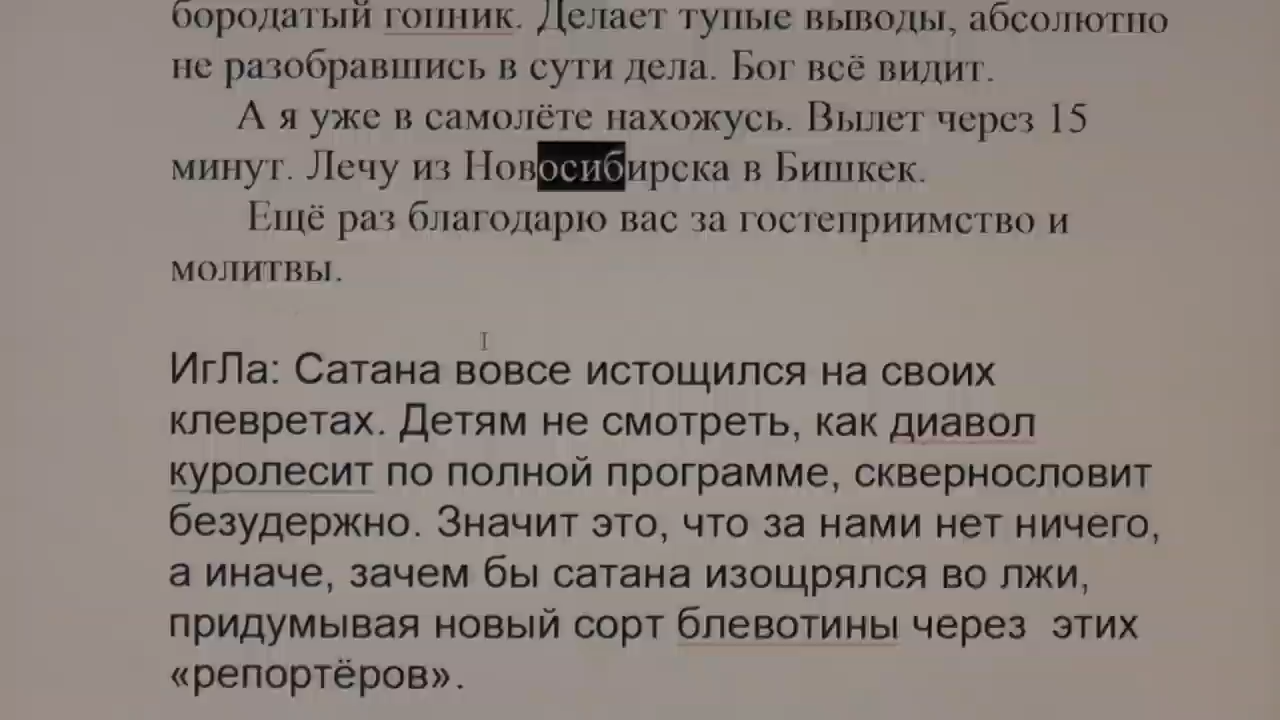 бородатый гопник. Делает тупые выводы, абсолютно
не разобравшись в сути дела. Бог всё видит.
А я уже в самолёте нахожусь. Вылет через 15
минут. Лечу из Новосибирска в Бишкек.
Ещё раз благодарю вас за гостеприимство и
молитвы.
ИгЛа: Сатана вовсе истощился на своих
клевретах. Детям не смотреть, как диавол
куролесит по полной программе, сквернословит
безудержно. Значит это, что за нами нет ничего,
а иначе, зачем бы сатана изощрялся во лжи,
придумывая новый сорт блевотины через  этих
«репортёров».